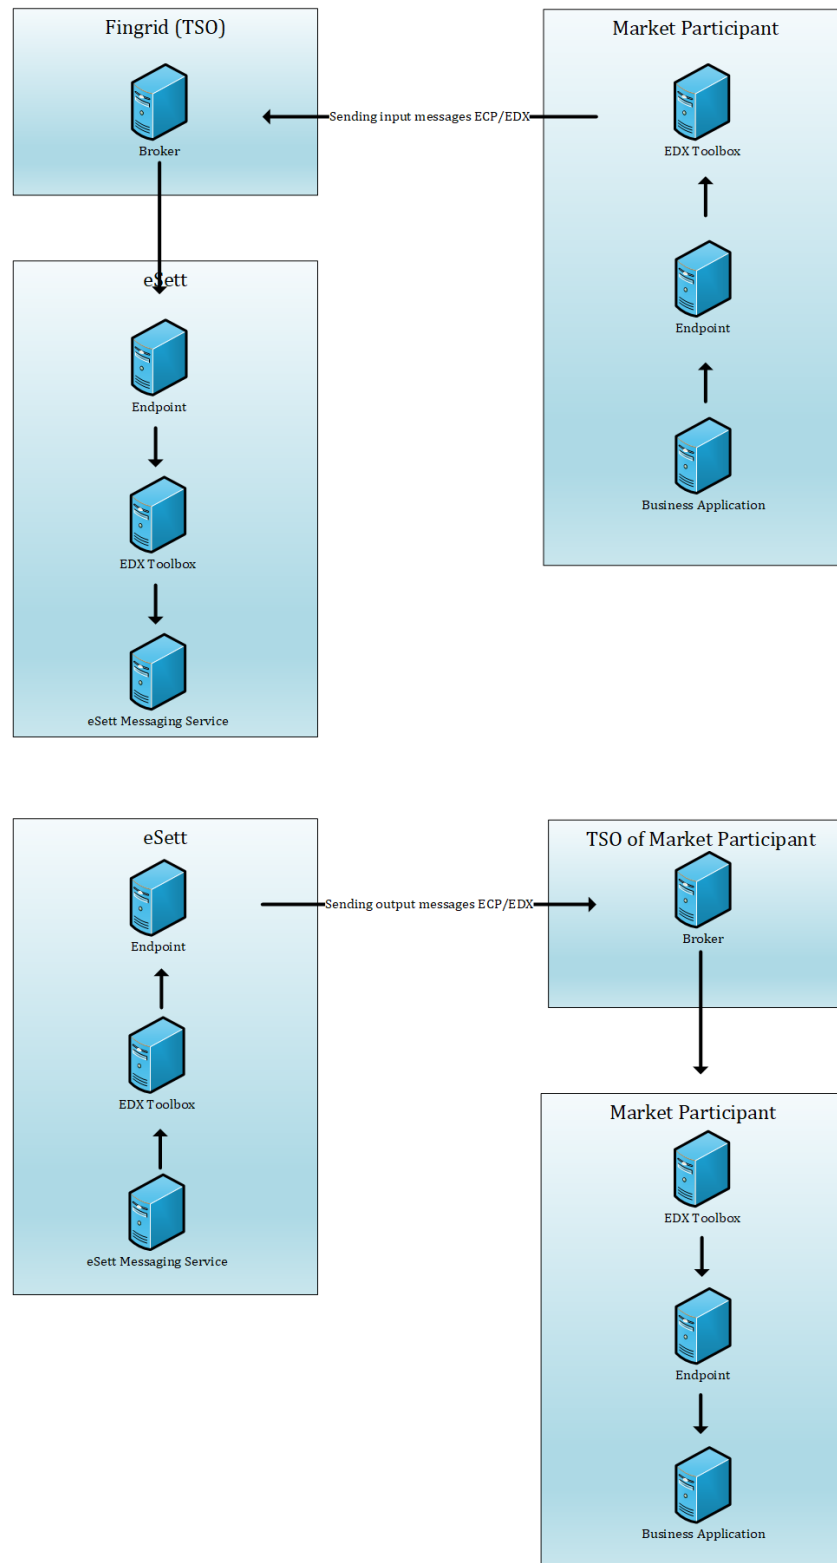 Fingrid (TSO)
Broker
Market Participant
EDX Toolbox
Sending input messages ECP/EDX
Endpoint
Business Application
eSett
Endpoint
EDX Toolbox
eSett Messaging Service
eSett
Endpoint
EDX Toolbox
eSett Messaging Service
Sending output messages ECP/EDX
TSO of Market Participant
Broker
Market Participant
EDX Toolbox
Endpoint
Business Application